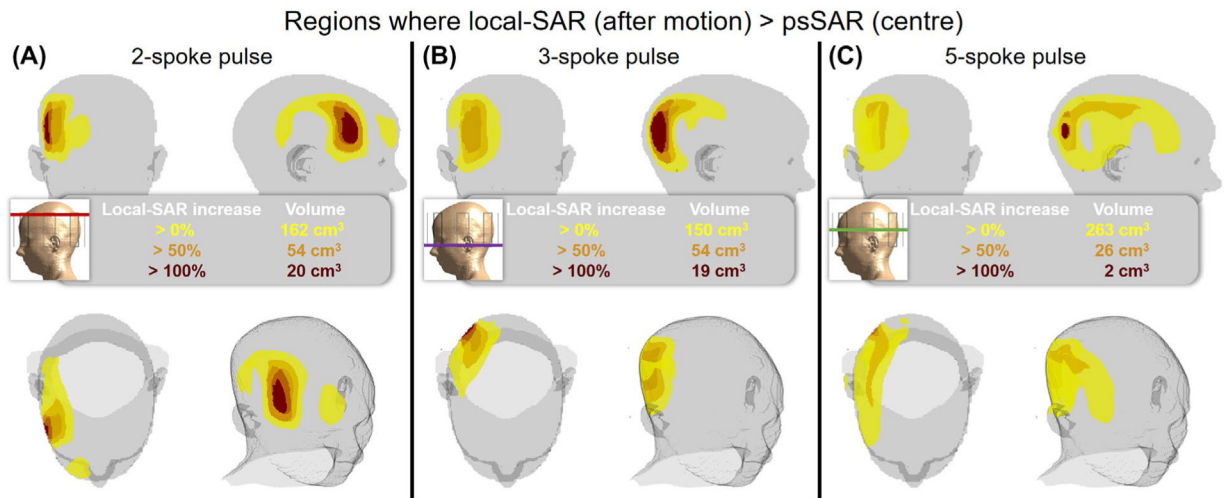 Regions where local-SAR (after motion) > psSAR (centre)
(A)
2-spoke pulse
Local-SAR increase Volume
> 0% 162 cm³
> 50% 54 cm³
> 100% 20 cm³
(B)
3-spoke pulse
Local-SAR increase Volume
> 0% 150 cm³
> 50% 54 cm³
> 100% 19 cm³
(C)
5-spoke pulse
Local-SAR increase Volume
> 0% 263 cm³
> 50% 26 cm³
> 100% 2 cm³